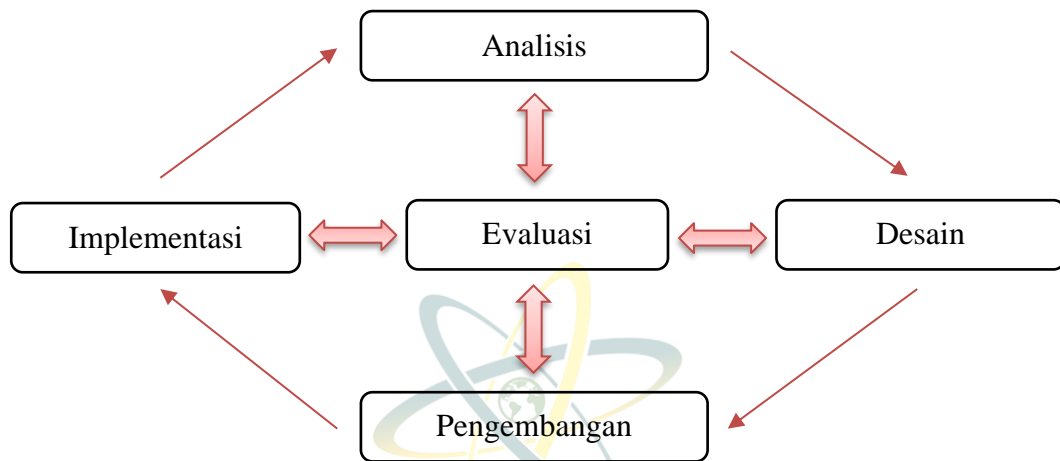 Analisis
Implementasi
Evaluasi
Desain
Pengembangan